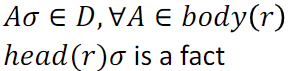 𝐴𝜎 ∈ 𝐷, ∀𝐴 ∈ 𝑏𝑜𝑑𝑦(𝑟)
ℎ𝑒𝑎𝑑(𝑟)𝜎 is a fact